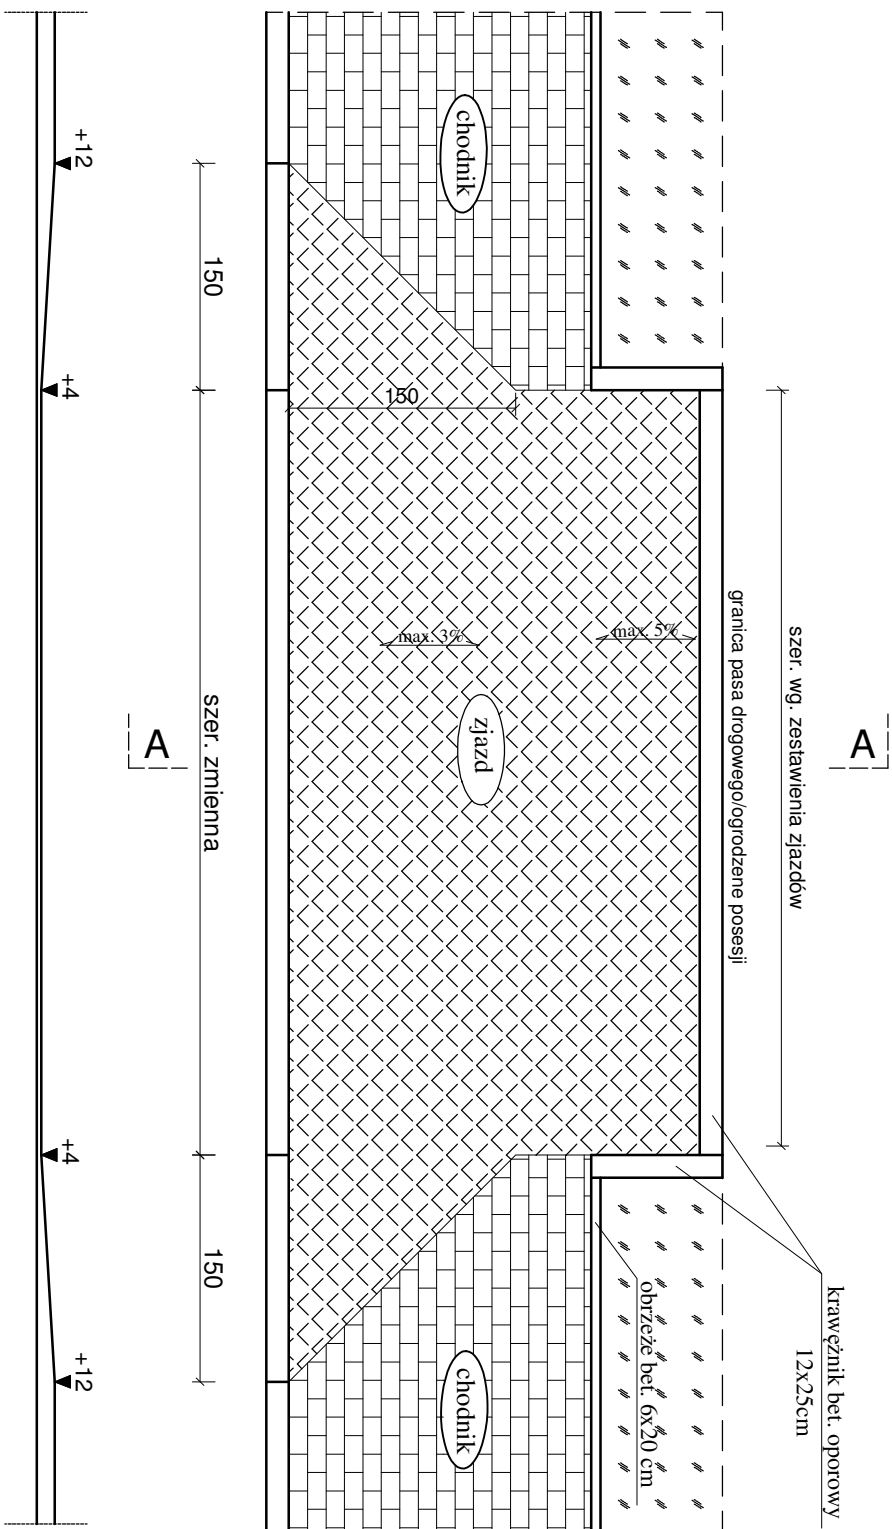 krawężnik bet. oporowy
12x25cm
szer. wg. zestawienia zjazdów
granica pasa drogowego/ogrodzene posesji
obrzeże bet. 6x20 cm
A
A
chodnik
zjazd
chodnik
max. 5%
max. 3%
150
150
szer. zmienna
150
+12
+4
+4
+12